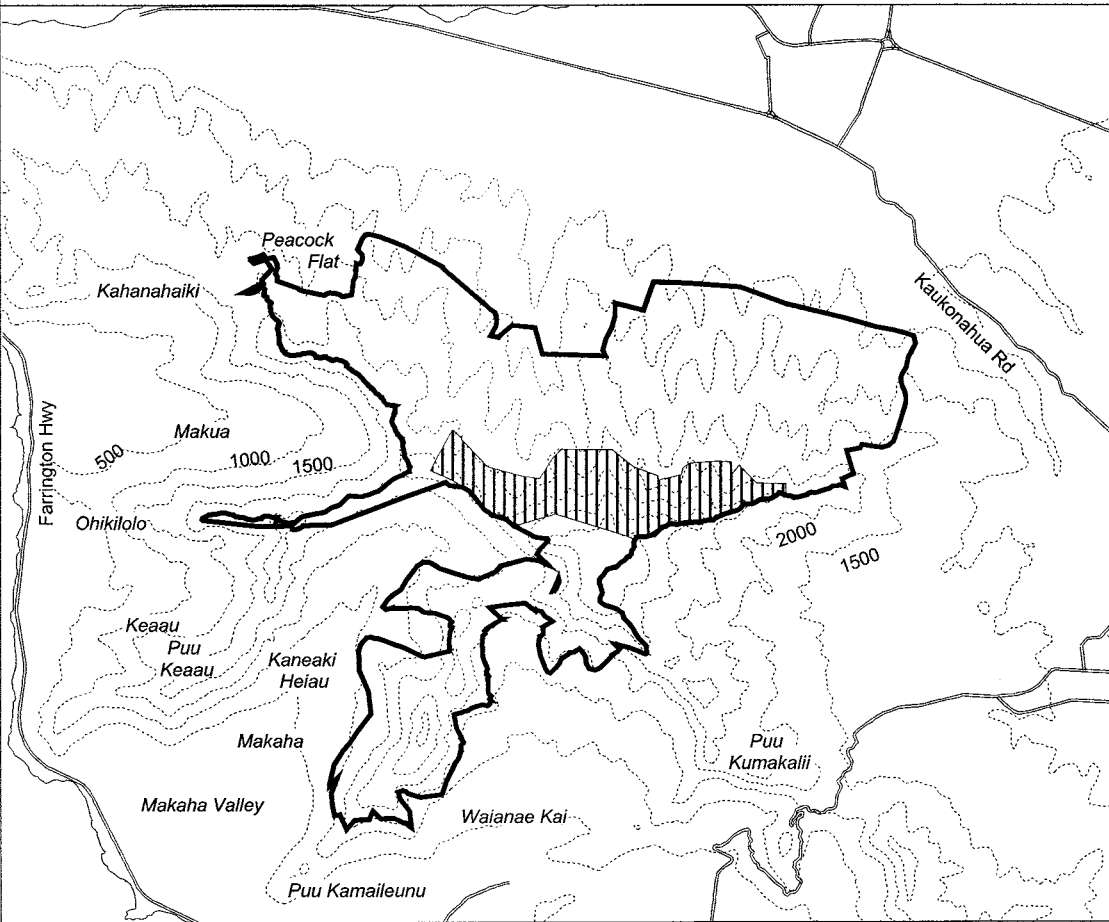 Peacock
Flat
Kahanahaiki
Kaukonahua Rd
Farrington Hwy
Makua
500
1000
1500
Ohikilolo
2000
1500
Keaau
Puu
Keaau
Kaneaki
Heiau
Makaha
Puu
Kumakalii
Makaha Valley
Waianae Kai
Puu Kamaileunu